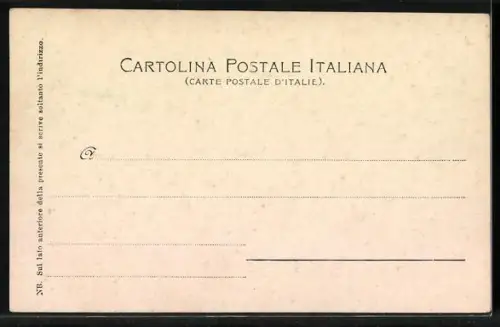 CARTOLINA POSTALE ITALIANA
(CARTE POSTALE D'ITALIE).
A
NB. Sul lato anteriore della presente si scrive soltanto l'indirizzo.